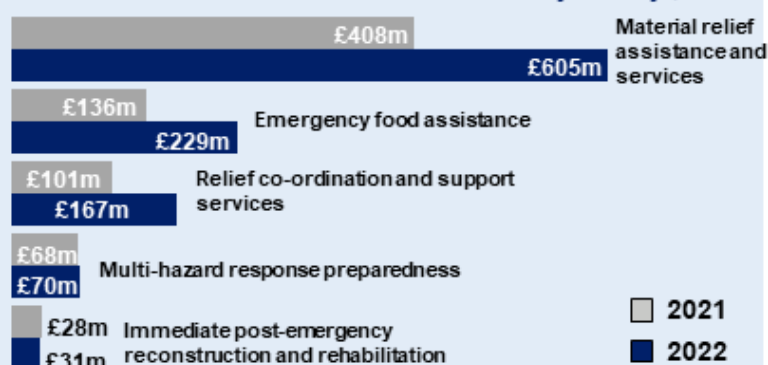 £408m
£605m
Material relief
assistance and
services
£136m
£229m
Emergency food assistance
£101m
£167m
Relief co-ordination and support
services
£68m
£70m
Multi-hazard response preparedness
£28m
£31m
Immediate post-emergency
reconstruction and rehabilitation
2021
2022